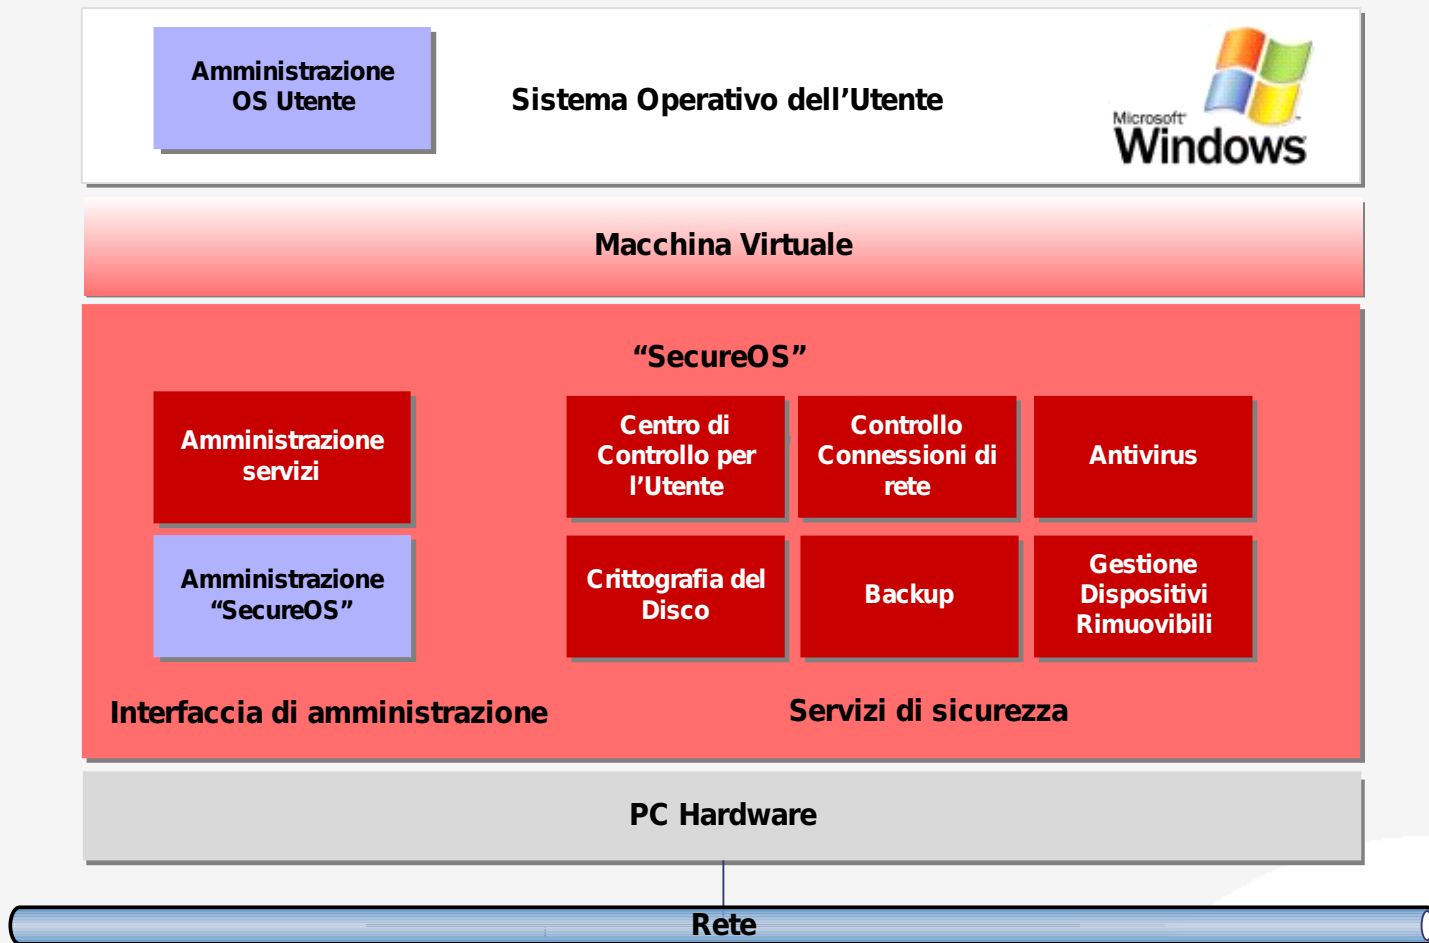 Amministrazione
OS Utente
Sistema Operativo dell’Utente
Microsoft
Windows
Macchina Virtuale
“SecureOS”
Amministrazione
servizi
Centro di
Controllo per
l’Utente
Controllo
Connessioni di
rete
Antivirus
Amministrazione
“SecureOS”
Crittografia del
Disco
Backup
Gestione
Dispositivi
Rimuovibili
Interfaccia di amministrazione
Servizi di sicurezza
PC Hardware
Rete